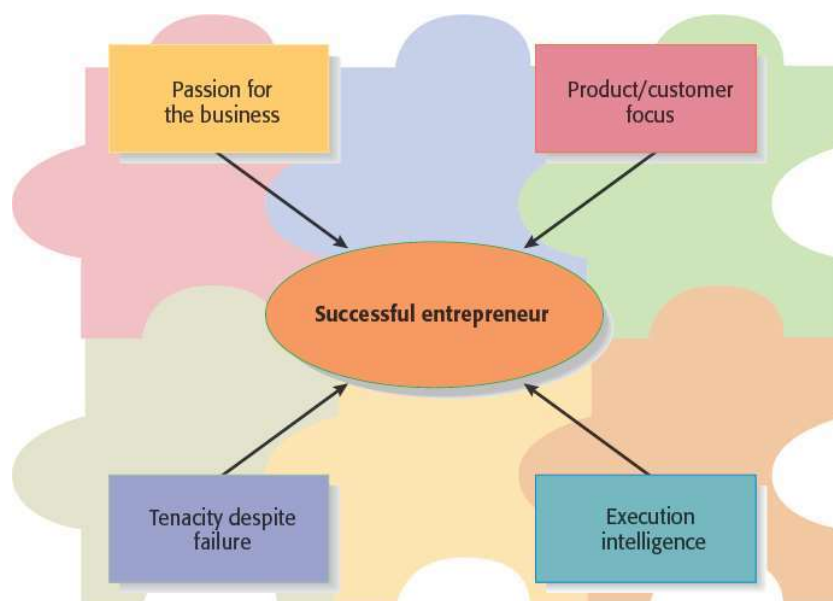 Passion for
the business
Product/customer
focus
Successful entrepreneur
Tenacity despite
failure
Execution
intelligence